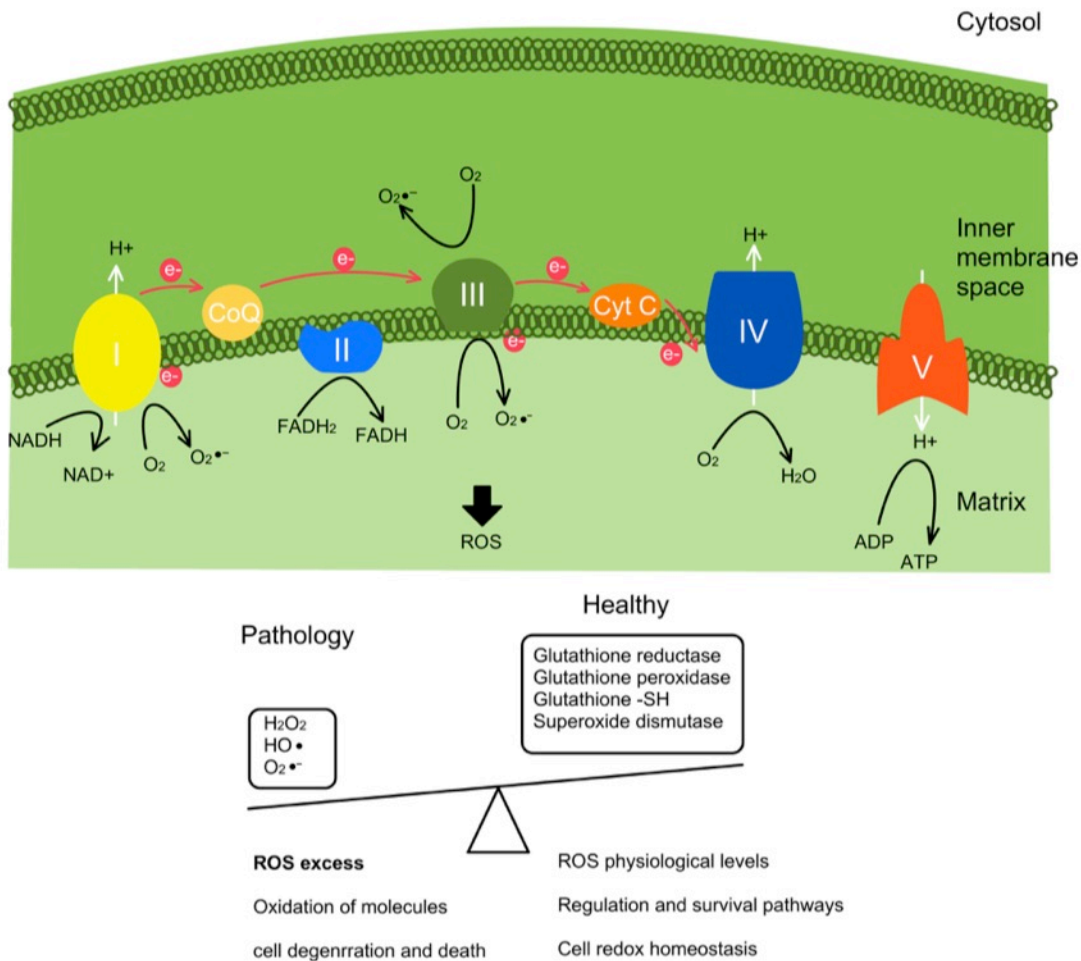 Cytosol
O₂
O₂•⁻
H+
e-
e-
e-
H+
Inner
membrane
space
I
CoQ
II
III
Cyt C
IV
V
e-
e-
e-
NADH
NAD+
O₂
O₂•⁻
FADH₂
FADH
O₂
O₂•⁻
O₂
H₂O
H+
Matrix
ADP
ATP
ROS
Pathology
Healthy
Glutathione reductase
Glutathione peroxidase
Glutathione -SH
Superoxide dismutase
H₂O₂
HO •
O₂•⁻
ROS excess
Oxidation of molecules
cell degenrration and death
ROS physiological levels
Regulation and survival pathways
Cell redox homeostasis